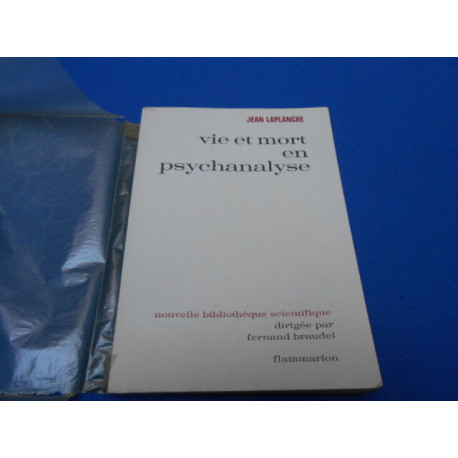 JEAN LAPLANCHE
vie et mort
en
psychanalyse
nouvelle bibliothèque scientifique
dirigée par
fernand braudel
flammarion